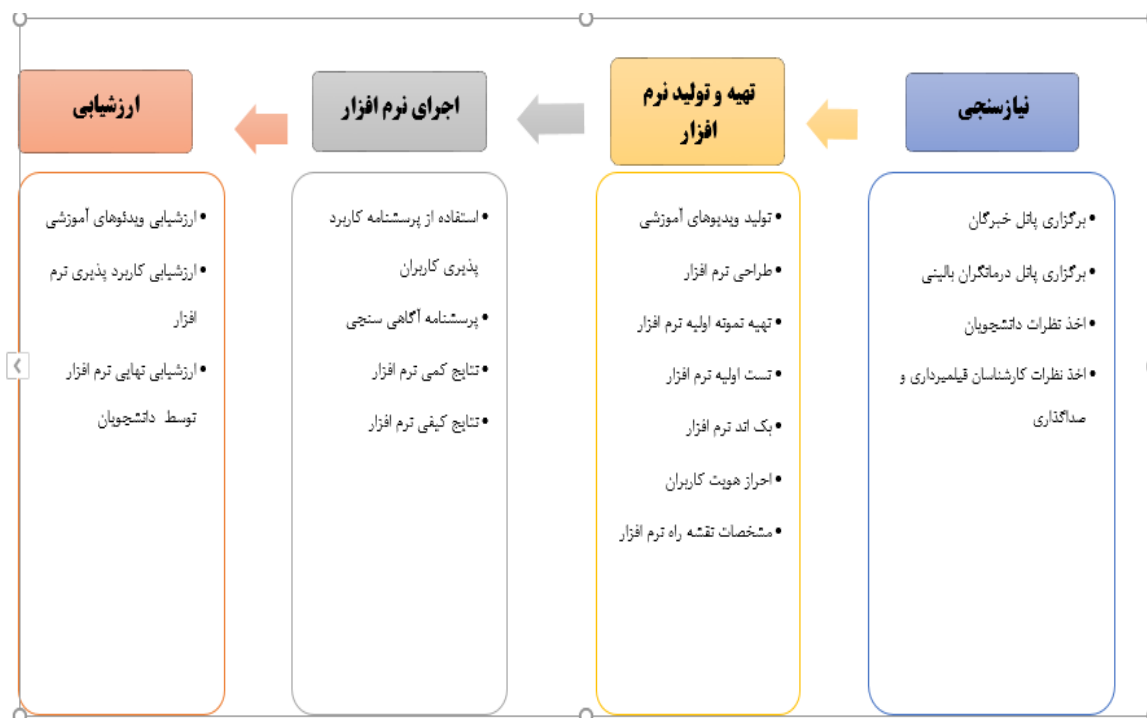 نیازسنجی
برگزاری پانل خبرگان
برگزاری پانل درمانگران بالینی
اخذ نظرات دانشجویان
اخذ نظرات کارشناسان فیلمبرداری و
صداگذاری
تهیه و تولید نرم
افزار
تولید ویدیوهای آموزشی
طراحی نرم افزار
تهیه نمونه اولیه نرم افزار
تست اولیه نرم افزار
بک اند نرم افزار
احراز هویت کاربران
مشخصات نقشه راه نرم افزار
اجرای نرم افزار
استفاده از پرسشنامه کاربرد
پذیری کاربران
پرسشنامه آگاهی سنجی
نتایج کمی نرم افزار
نتایج کیفی نرم افزار
ارزشیابی
ارزشیابی ویدئوهای آموزشی
ارزشیابی کاربرد پذیری نرم
افزار
ارزشیابی نهایی نرم افزار
توسط دانشجویان